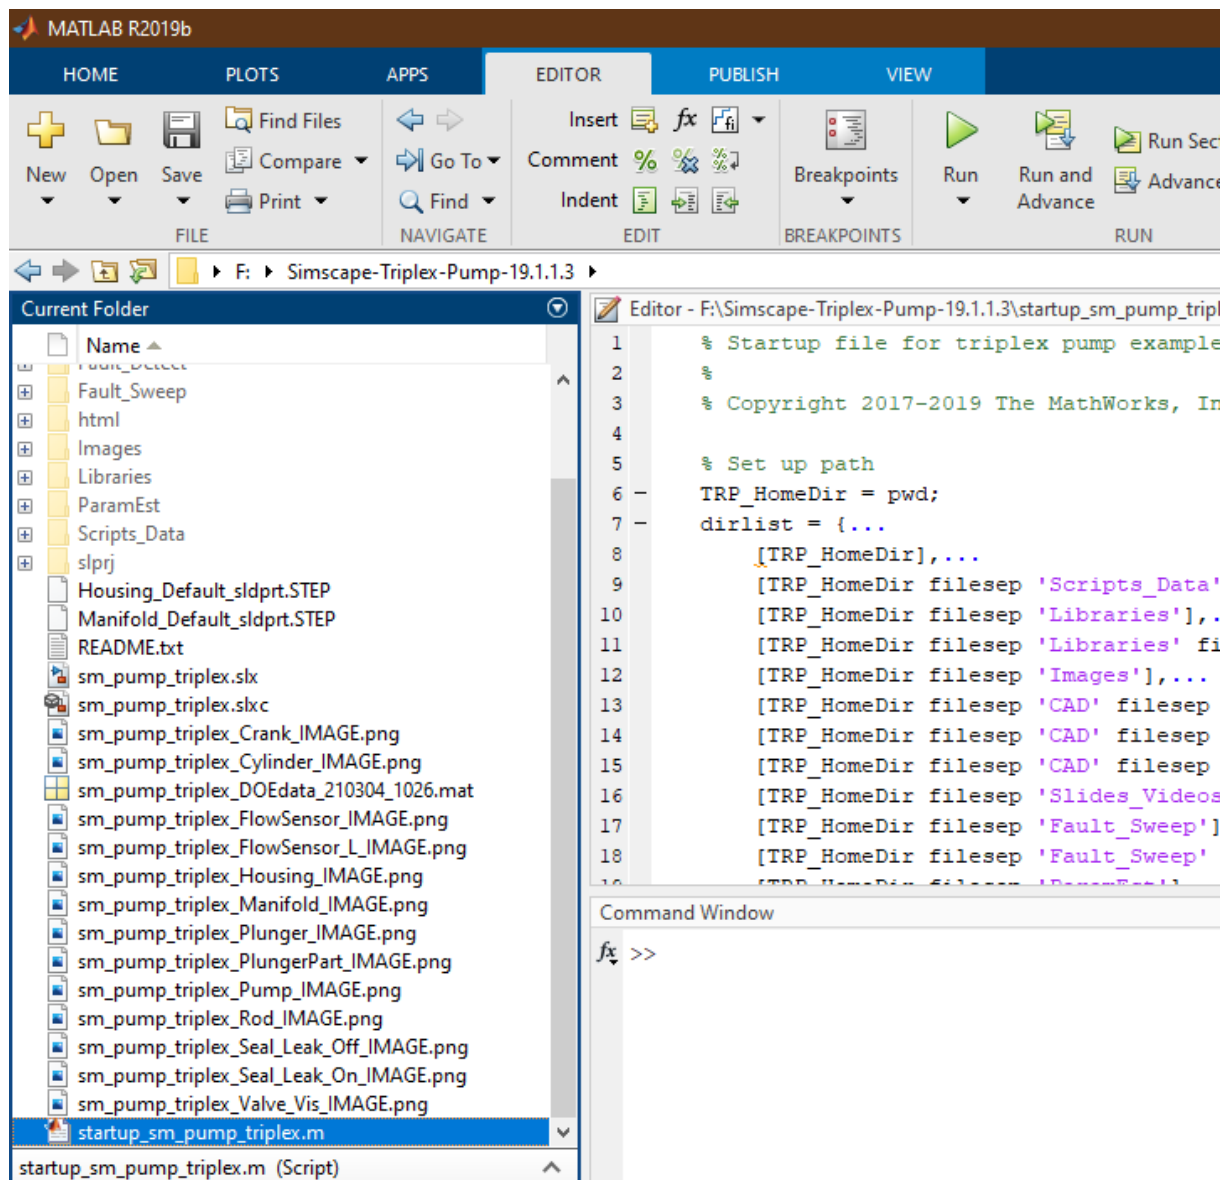 MATLAB R2019b
HOME PLOTS APPS EDITOR PUBLISH VIEW
New Open Save
Find Files
Compare
Print
FILE
Go To
Find
NAVIGATE
Insert fx fi
Comment
Indent
EDIT
Breakpoints
BREAKPOINTS
Run
Run and Advance
Run Sec
Advance
RUN
F: Simscape-Triplex-Pump-19.1.1.3
Current Folder
Name
Fault_Detect
Fault_Sweep
html
Images
Libraries
ParamEst
Scripts_Data
slprj
Housing_Default_sldprt.STEP
Manifold_Default_sldprt.STEP
README.txt
sm_pump_triplex.slx
sm_pump_triplex.slxc
sm_pump_triplex_Crank_IMAGE.png
sm_pump_triplex_Cylinder_IMAGE.png
sm_pump_triplex_DOEdata_210304_1026.mat
sm_pump_triplex_FlowSensor_IMAGE.png
sm_pump_triplex_FlowSensor_L_IMAGE.png
sm_pump_triplex_Housing_IMAGE.png
sm_pump_triplex_Manifold_IMAGE.png
sm_pump_triplex_Plunger_IMAGE.png
sm_pump_triplex_PlungerPart_IMAGE.png
sm_pump_triplex_Pump_IMAGE.png
sm_pump_triplex_Rod_IMAGE.png
sm_pump_triplex_Seal_Leak_Off_IMAGE.png
sm_pump_triplex_Seal_Leak_On_IMAGE.png
sm_pump_triplex_Valve_Vis_IMAGE.png
startup_sm_pump_triplex.m
startup_sm_pump_triplex.m (Script)
Editor - F:\Simscape-Triplex-Pump-19.1.1.3\startup_sm_pump_tripl
1 % Startup file for triplex pump example
2 %
3 % Copyright 2017-2019 The MathWorks, In
4
5 % Set up path
6 - TRP_HomeDir = pwd;
7 - dirlist = {...
8 [TRP_HomeDir],...
9 [TRP_HomeDir filesep 'Scripts_Data'
10 [TRP_HomeDir filesep 'Libraries'],.
11 [TRP_HomeDir filesep 'Libraries' fi
12 [TRP_HomeDir filesep 'Images'],...
13 [TRP_HomeDir filesep 'CAD' filesep
14 [TRP_HomeDir filesep 'CAD' filesep
15 [TRP_HomeDir filesep 'CAD' filesep
16 [TRP_HomeDir filesep 'Slides_Videos
17 [TRP_HomeDir filesep 'Fault_Sweep']
18 [TRP_HomeDir filesep 'Fault_Sweep'
19 [TRP_HomeDir filesep 'ParamEst']
Command Window
fx >>